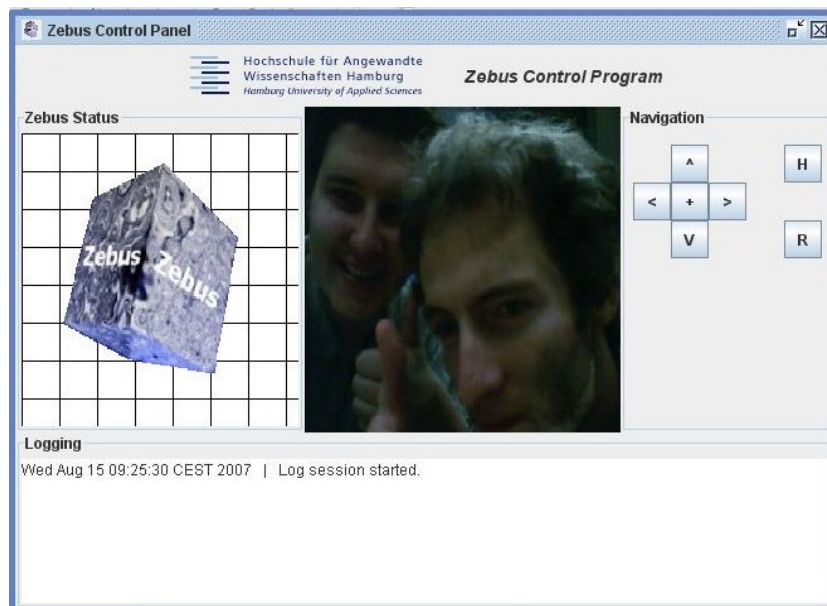 Zebus Control Panel
Hochschule für Angewandte
Wissenschaften Hamburg
Hamburg University of Applied Sciences
Zebus Control Program
Zebus Status
Navigation
Zebus Zebus
^
H
< + >
V
R
Logging
Wed Aug 15 09:25:30 CEST 2007 | Log session started.